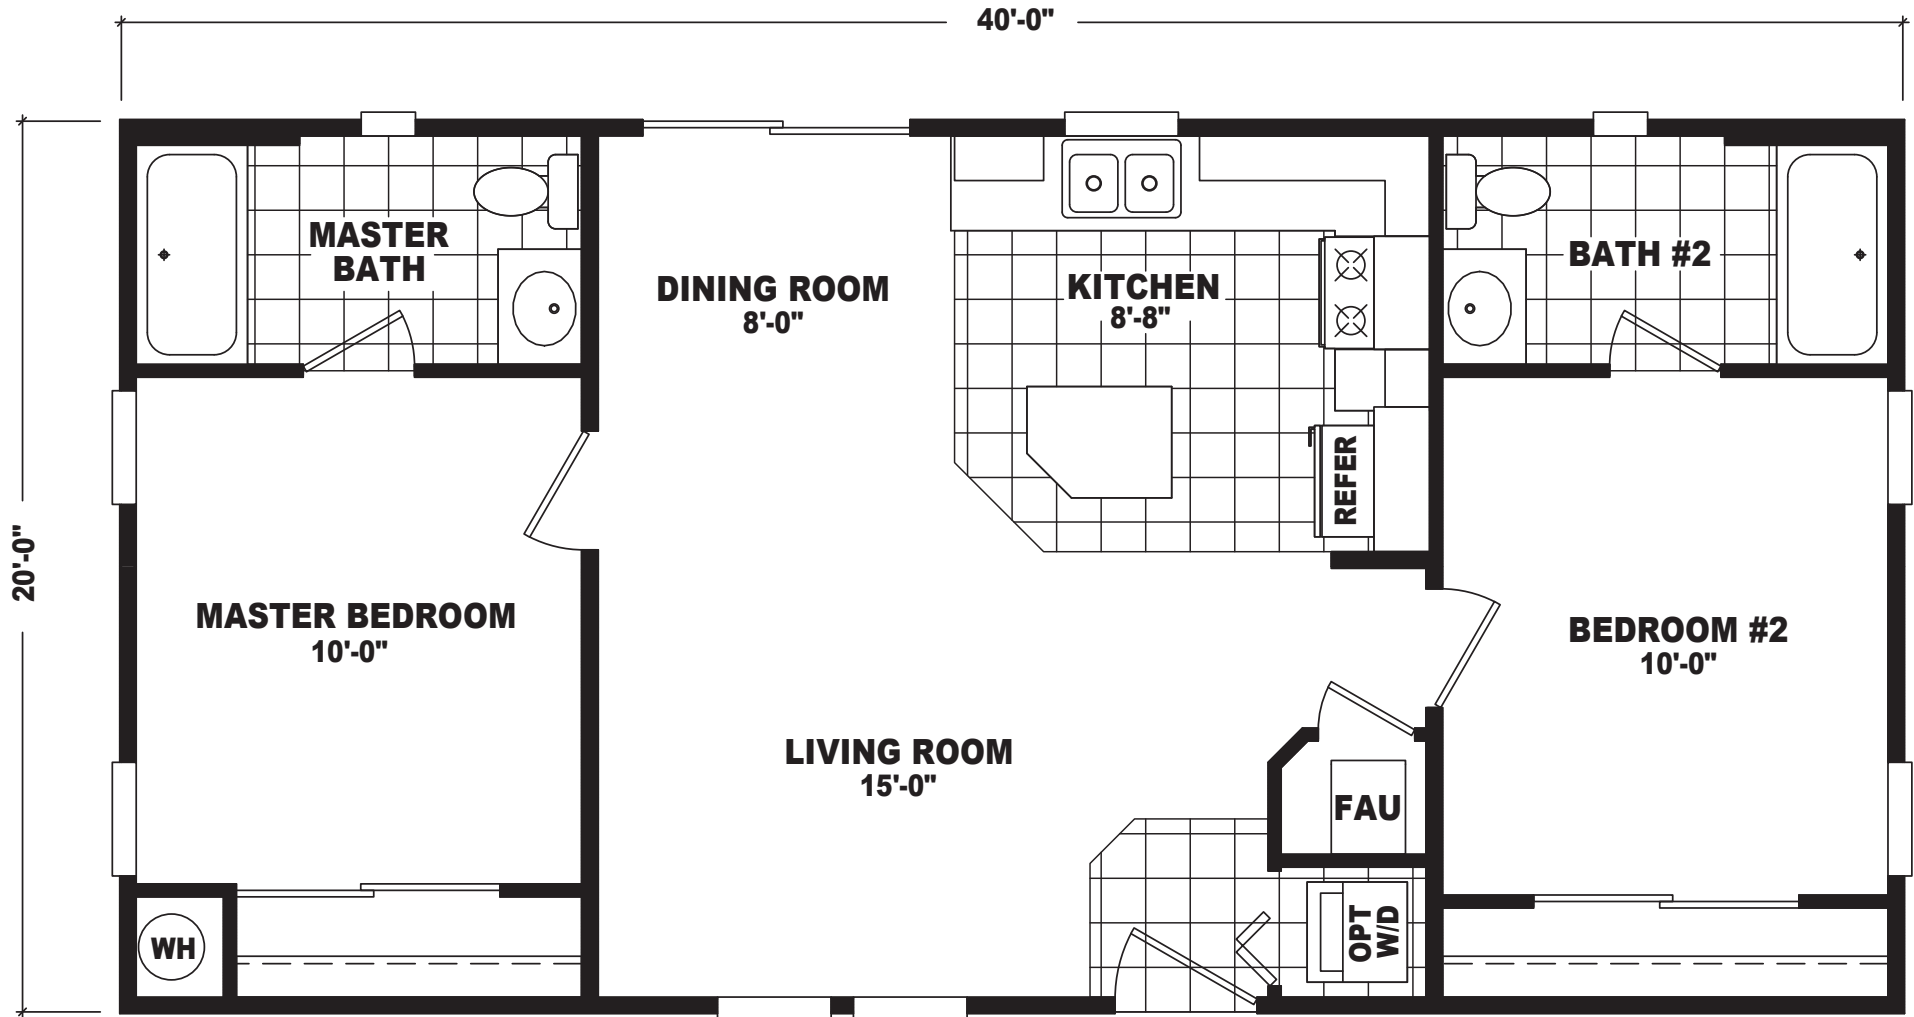 40'-0"
20'-0"
MASTER
BATH
DINING ROOM
8'-0"
KITCHEN
8'-8"
BATH #2
REFER
MASTER BEDROOM
10'-0"
BEDROOM #2
10'-0"
LIVING ROOM
15'-0"
FAU
WH
OPT
W/D